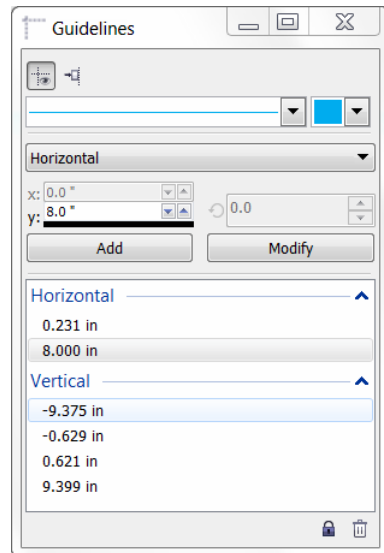 Guidelines
Horizontal
x: 0.0 "
y: 8.0 "
0.0
Add
Modify
Horizontal
0.231 in
8.000 in
Vertical
-9.375 in
-0.629 in
0.621 in
9.399 in